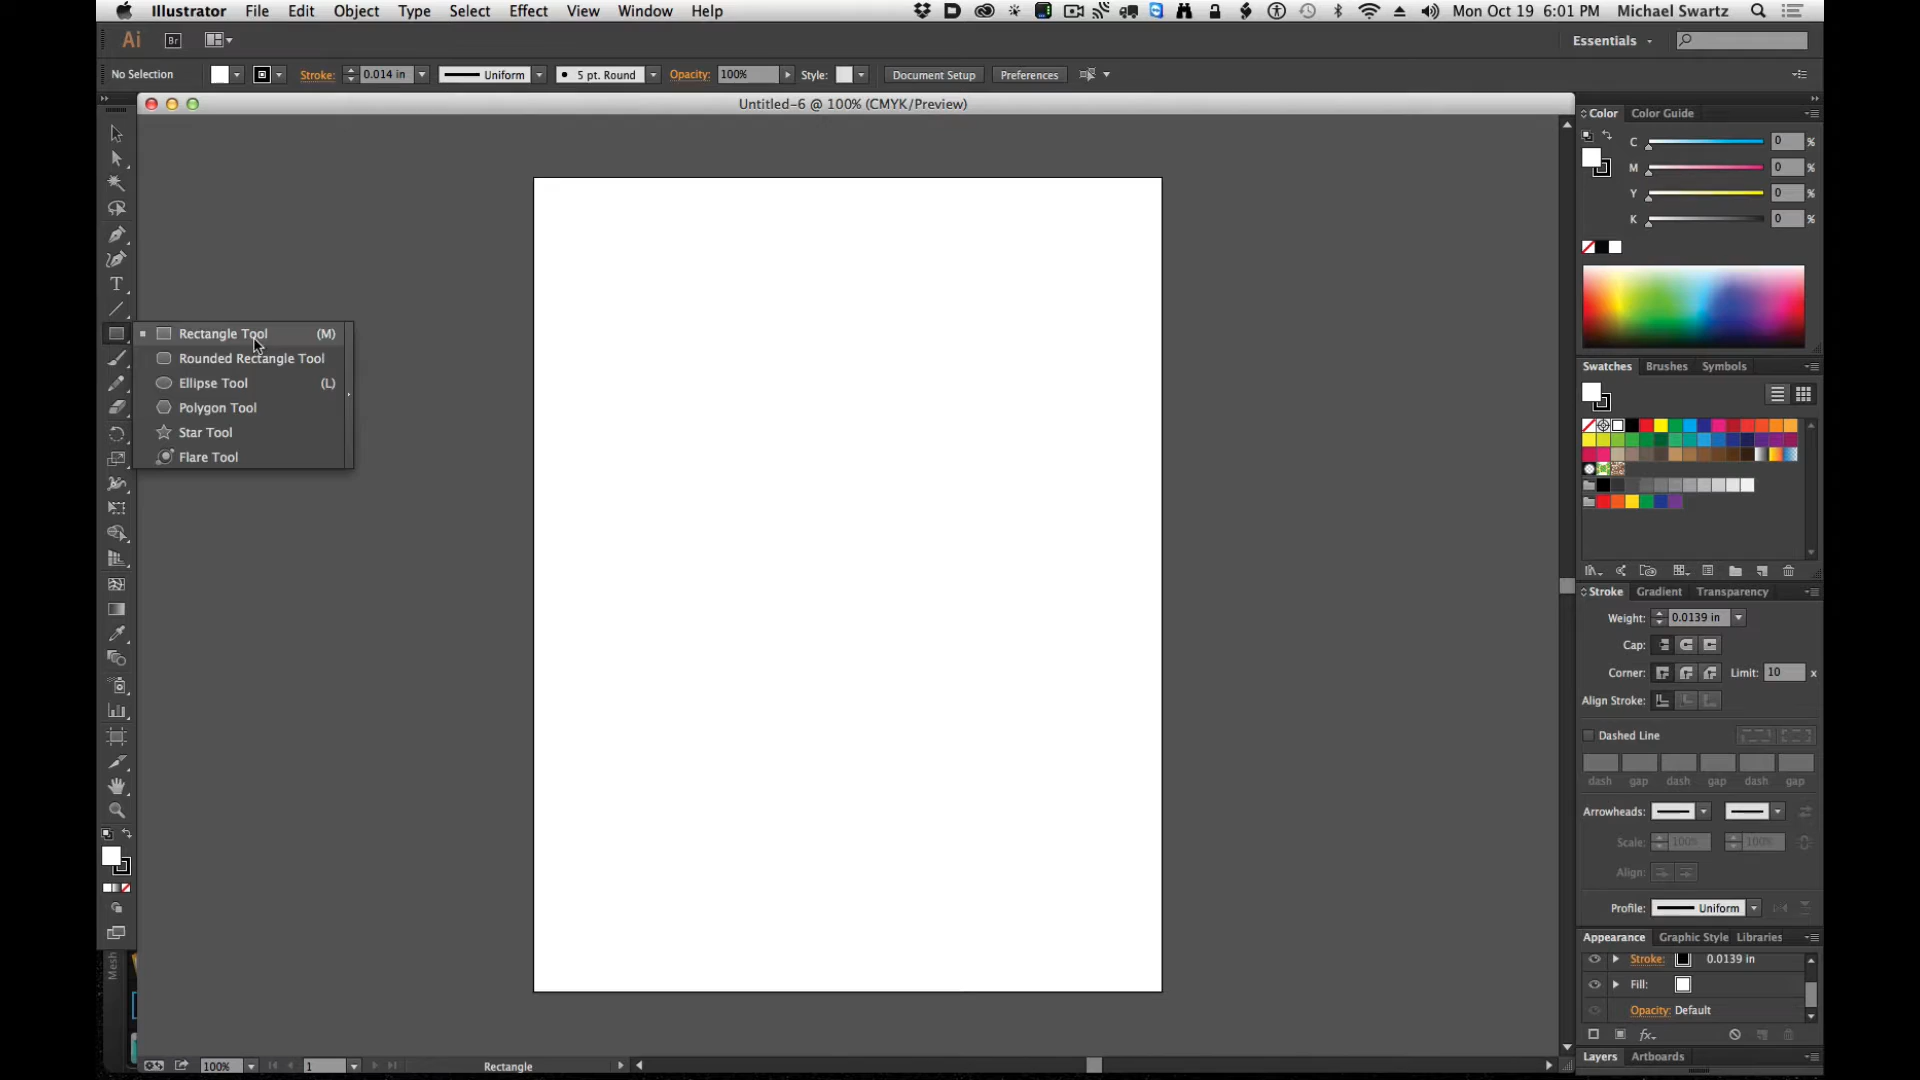 Illustrator File Edit Object Type Select Effect View Window Help
Mon Oct 19 6:01 PM Michael Swartz
Ai Br
Essentials
No Selection Stroke: 0.014 in Uniform 5 pt. Round Opacity: 100% Style: Document Setup Preferences
Untitled-6 @ 100% (CMYK/Preview)
Rectangle Tool (M)
Rounded Rectangle Tool
Ellipse Tool (L)
Polygon Tool
Star Tool
Flare Tool
Mesh
100% 1 Rectangle
Color Color Guide
C 0 %
M 0 %
Y 0 %
K 0 %
Swatches Brushes Symbols
Stroke Gradient Transparency
Weight: 0.0139 in
Cap:
Corner: Limit: 10 x
Align Stroke:
Dashed Line
dash gap dash gap dash gap
Arrowheads:
Scale: 100% 100%
Align:
Profile: Uniform
Appearance Graphic Style Libraries
Stroke: 0.0139 in
Fill:
Opacity: Default
fx
Layers Artboards